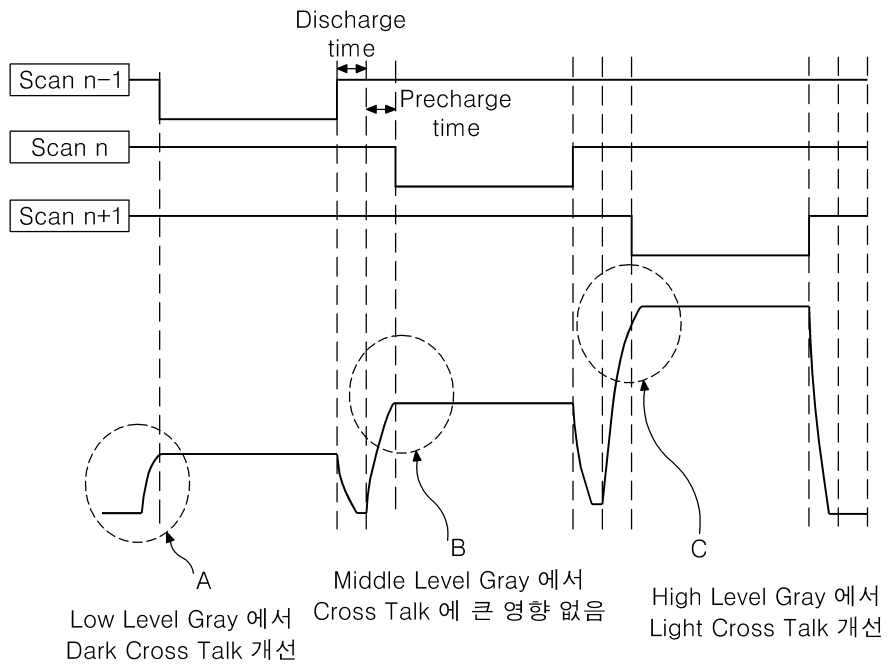 Discharge
time
Scan n-1
Precharge
time
Scan n
Scan n+1
A
B
C
Low Level Gray 에서
Dark Cross Talk 개선
Middle Level Gray 에서
Cross Talk 에 큰 영향 없음
High Level Gray 에서
Light Cross Talk 개선